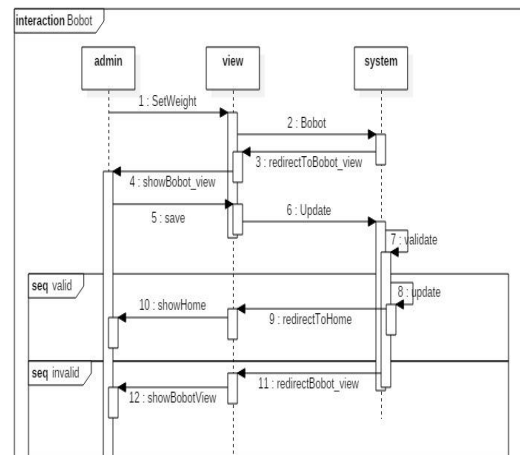 interaction Bobot
admin
view
system
1 : SetWeight
2 : Bobot
3 : redirectToBobot_view
4 : showBobot_view
5 : save
6 : Update
7 : validate
seq valid
8 : update
10 : showHome
9 : redirectToHome
seq invalid
11 : redirectBobot_view
12 : showBobotView